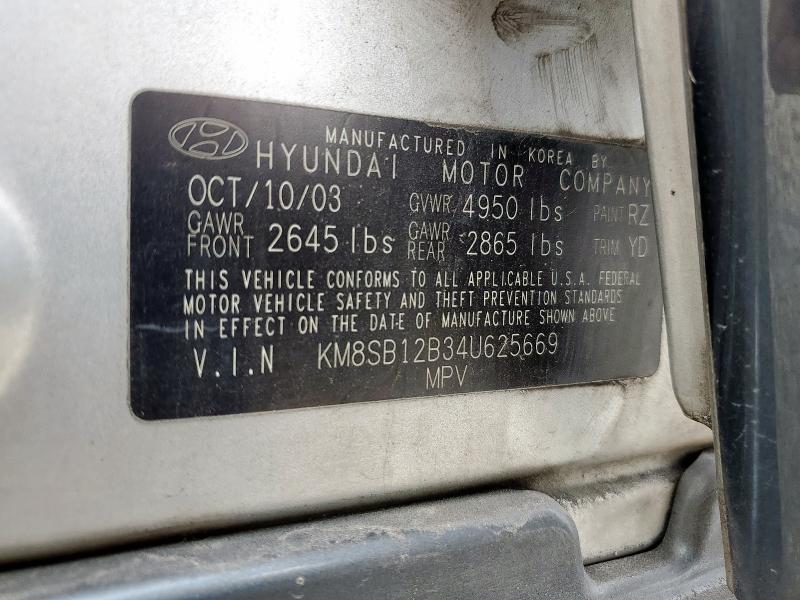 MANUFACTURED IN KOREA BY
HYUNDAI MOTOR COMPANY
OCT/10/03 GVWR 4950 lbs PAINT RZ
GAWR FRONT 2645 lbs GAWR REAR 2865 lbs TRIM YD
THIS VEHICLE CONFORMS TO ALL APPLICABLE U.S.A. FEDERAL
MOTOR VEHICLE SAFETY AND THEFT PREVENTION STANDARDS
IN EFFECT ON THE DATE OF MANUFACTURE SHOWN ABOVE
V.I.N KM8SB12B34U625669
MPV